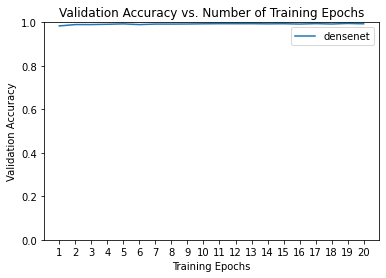 Validation Accuracy vs. Number of Training Epochs
densenet
Validation Accuracy
1.0
0.8
0.6
0.4
0.2
0.0
1 2 3 4 5 6 7 8 9 10 11 12 13 14 15 16 17 18 19 20
Training Epochs